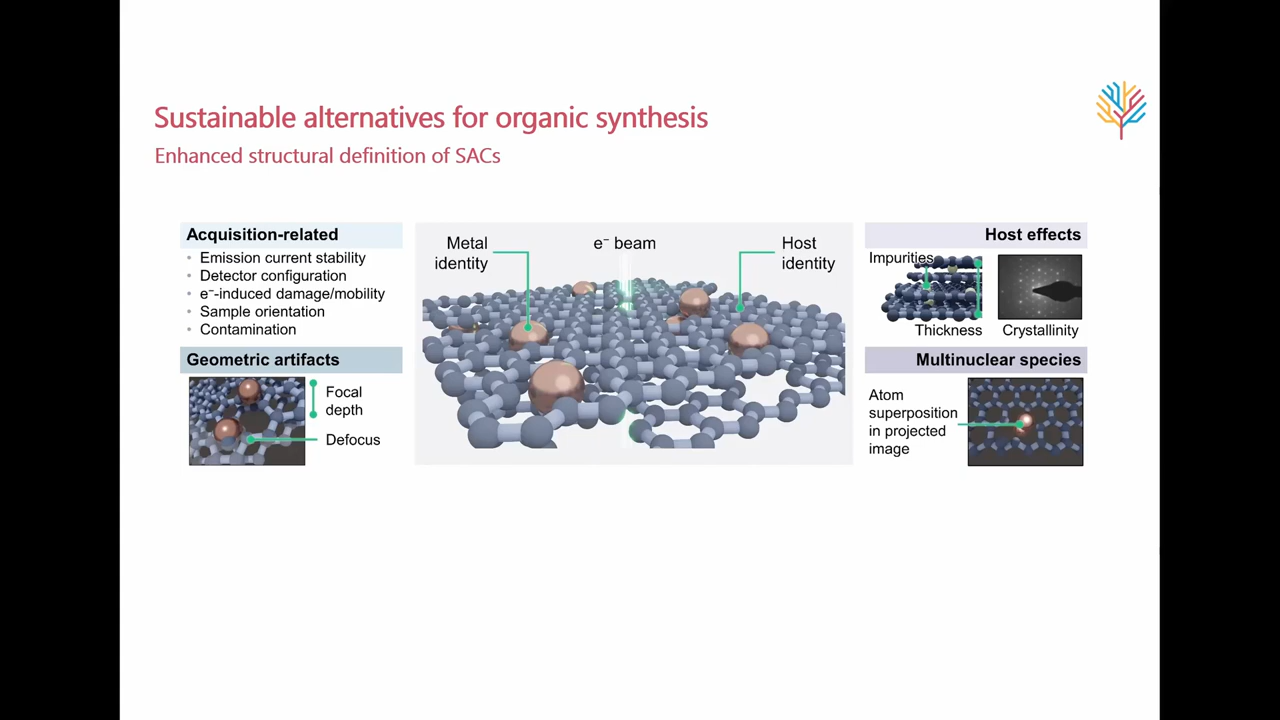 Sustainable alternatives for organic synthesis
Enhanced structural definition of SACs
Acquisition-related
• Emission current stability
• Detector configuration
• e⁻-induced damage/mobility
• Sample orientation
• Contamination
Geometric artifacts
Focal
depth
Defocus
Metal
identity
e⁻ beam
Host
identity
Host effects
Impurities
Thickness
Crystallinity
Multinuclear species
Atom
superposition
in projected
image